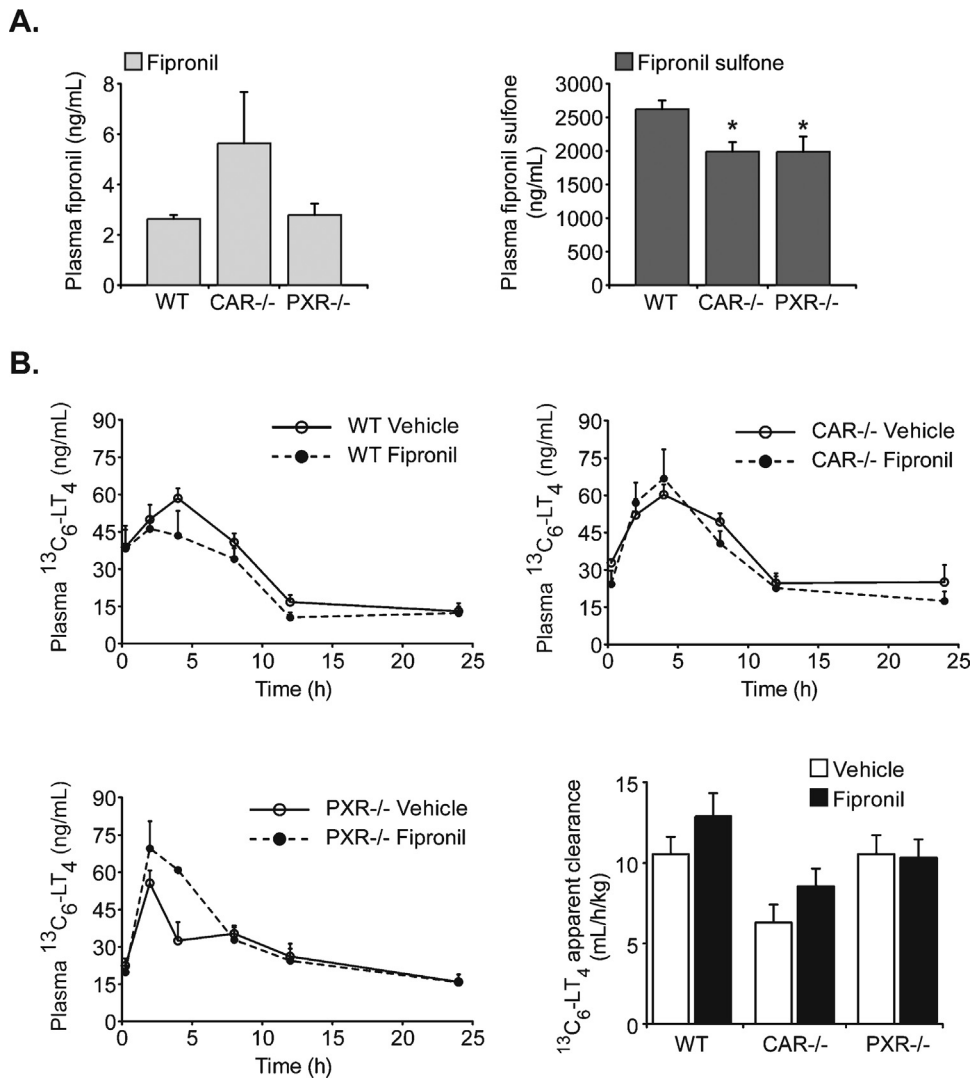 A.
Fipronil
Plasma fipronil (ng/mL)
8
6
4
2
0
WT CAR-/- PXR-/-
Fipronil sulfone
Plasma fipronil sulfone
(ng/mL)
3000
2500
2000
1500
1000
500
0
* *
WT CAR-/- PXR-/-
B.
WT Vehicle
WT Fipronil
Plasma ¹³C₆-LT₄ (ng/mL)
90
75
60
45
30
15
0
0 5 10 15 20 25
Time (h)
CAR-/- Vehicle
CAR-/- Fipronil
Plasma ¹³C₆-LT₄ (ng/mL)
90
75
60
45
30
15
0
0 5 10 15 20 25
Time (h)
PXR-/- Vehicle
PXR-/- Fipronil
Plasma ¹³C₆-LT₄ (ng/mL)
90
75
60
45
30
15
0
0 5 10 15 20 25
Time (h)
Vehicle
Fipronil
¹³C₆-LT₄ apparent clearance
(mL/h/kg)
15
10
5
0
WT CAR-/- PXR-/-